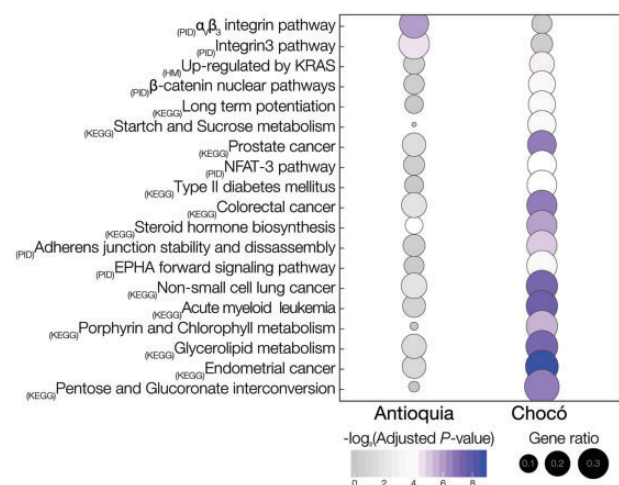 (PID)αvβ3 integrin pathway
(PID)Integrin3 pathway
(HM)Up-regulated by KRAS
(PID)β-catenin nuclear pathways
(KEGG)Long term potentiation
(KEGG)Startch and Sucrose metabolism
(KEGG)Prostate cancer
(PID)NFAT-3 pathway
(KEGG)Type II diabetes mellitus
(KEGG)Colorectal cancer
(KEGG)Steroid hormone biosynthesis
(PID)Adherens junction stability and dissassembly
(PID)EPHA forward signaling pathway
(KEGG)Non-small cell lung cancer
(KEGG)Acute myeloid leukemia
(KEGG)Porphyrin and Chlorophyll metabolism
(KEGG)Glycerolipid metabolism
(KEGG)Endometrial cancer
(KEGG)Pentose and Glucoronate interconversion
Antioquia Chocó
-log(Adjusted P-value) Gene ratio
0.1 0.2 0.3
0 2 4 6 8